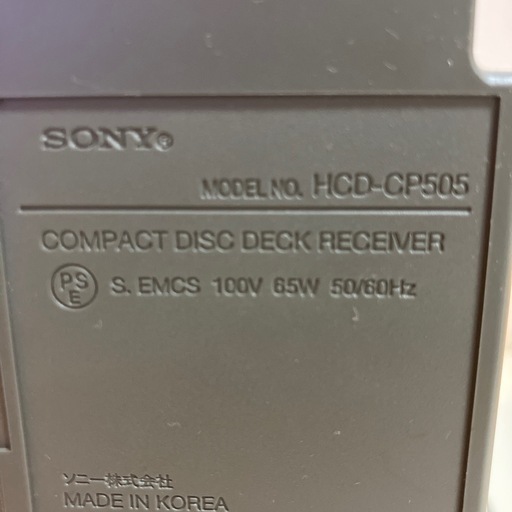 SONY®
MODEL NO. HCD-CP505
COMPACT DISC DECK RECEIVER
PS
E
S. EMCS 100V 65W 50/60Hz
ソニー株式会社
MADE IN KOREA